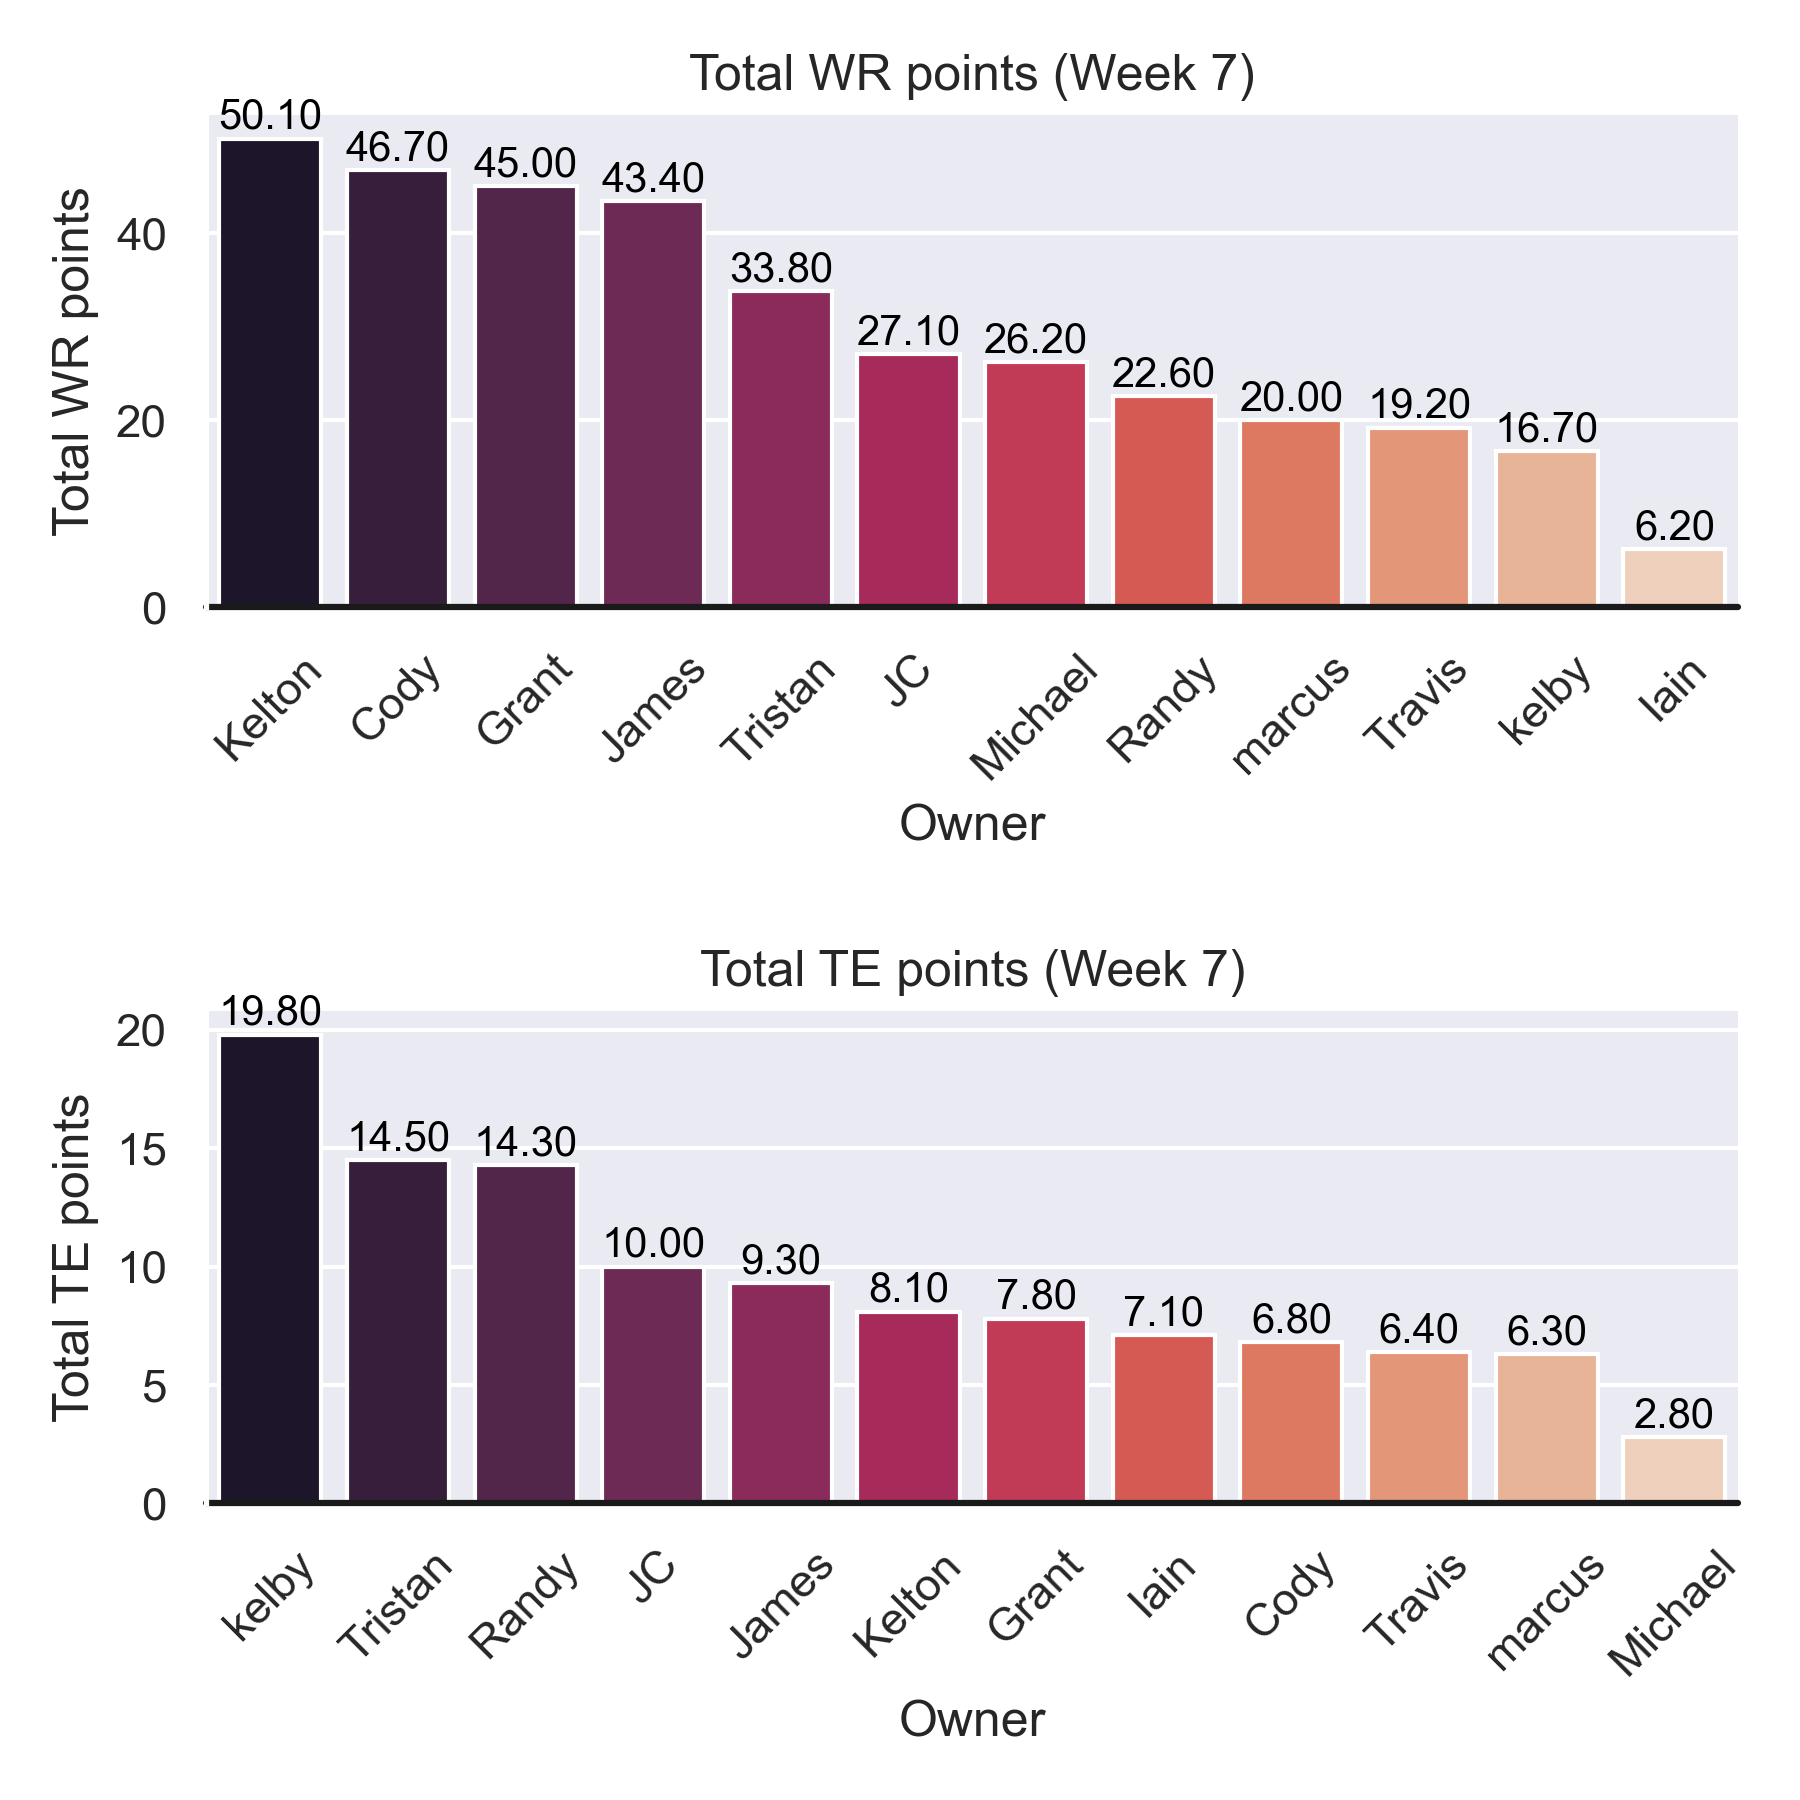 Total WR points (Week 7)
50.10
46.70
45.00
43.40
33.80
27.10
26.20
22.60
20.00
19.20
16.70
6.20
Total WR points
40
20
0
Kelton
Cody
Grant
James
Tristan
JC
Michael
Randy
marcus
Travis
kelby
Iain
Owner
Total TE points (Week 7)
19.80
14.50
14.30
10.00
9.30
8.10
7.80
7.10
6.80
6.40
6.30
2.80
Total TE points
20
15
10
5
0
kelby
Tristan
Randy
JC
James
Kelton
Grant
Iain
Cody
Travis
marcus
Michael
Owner